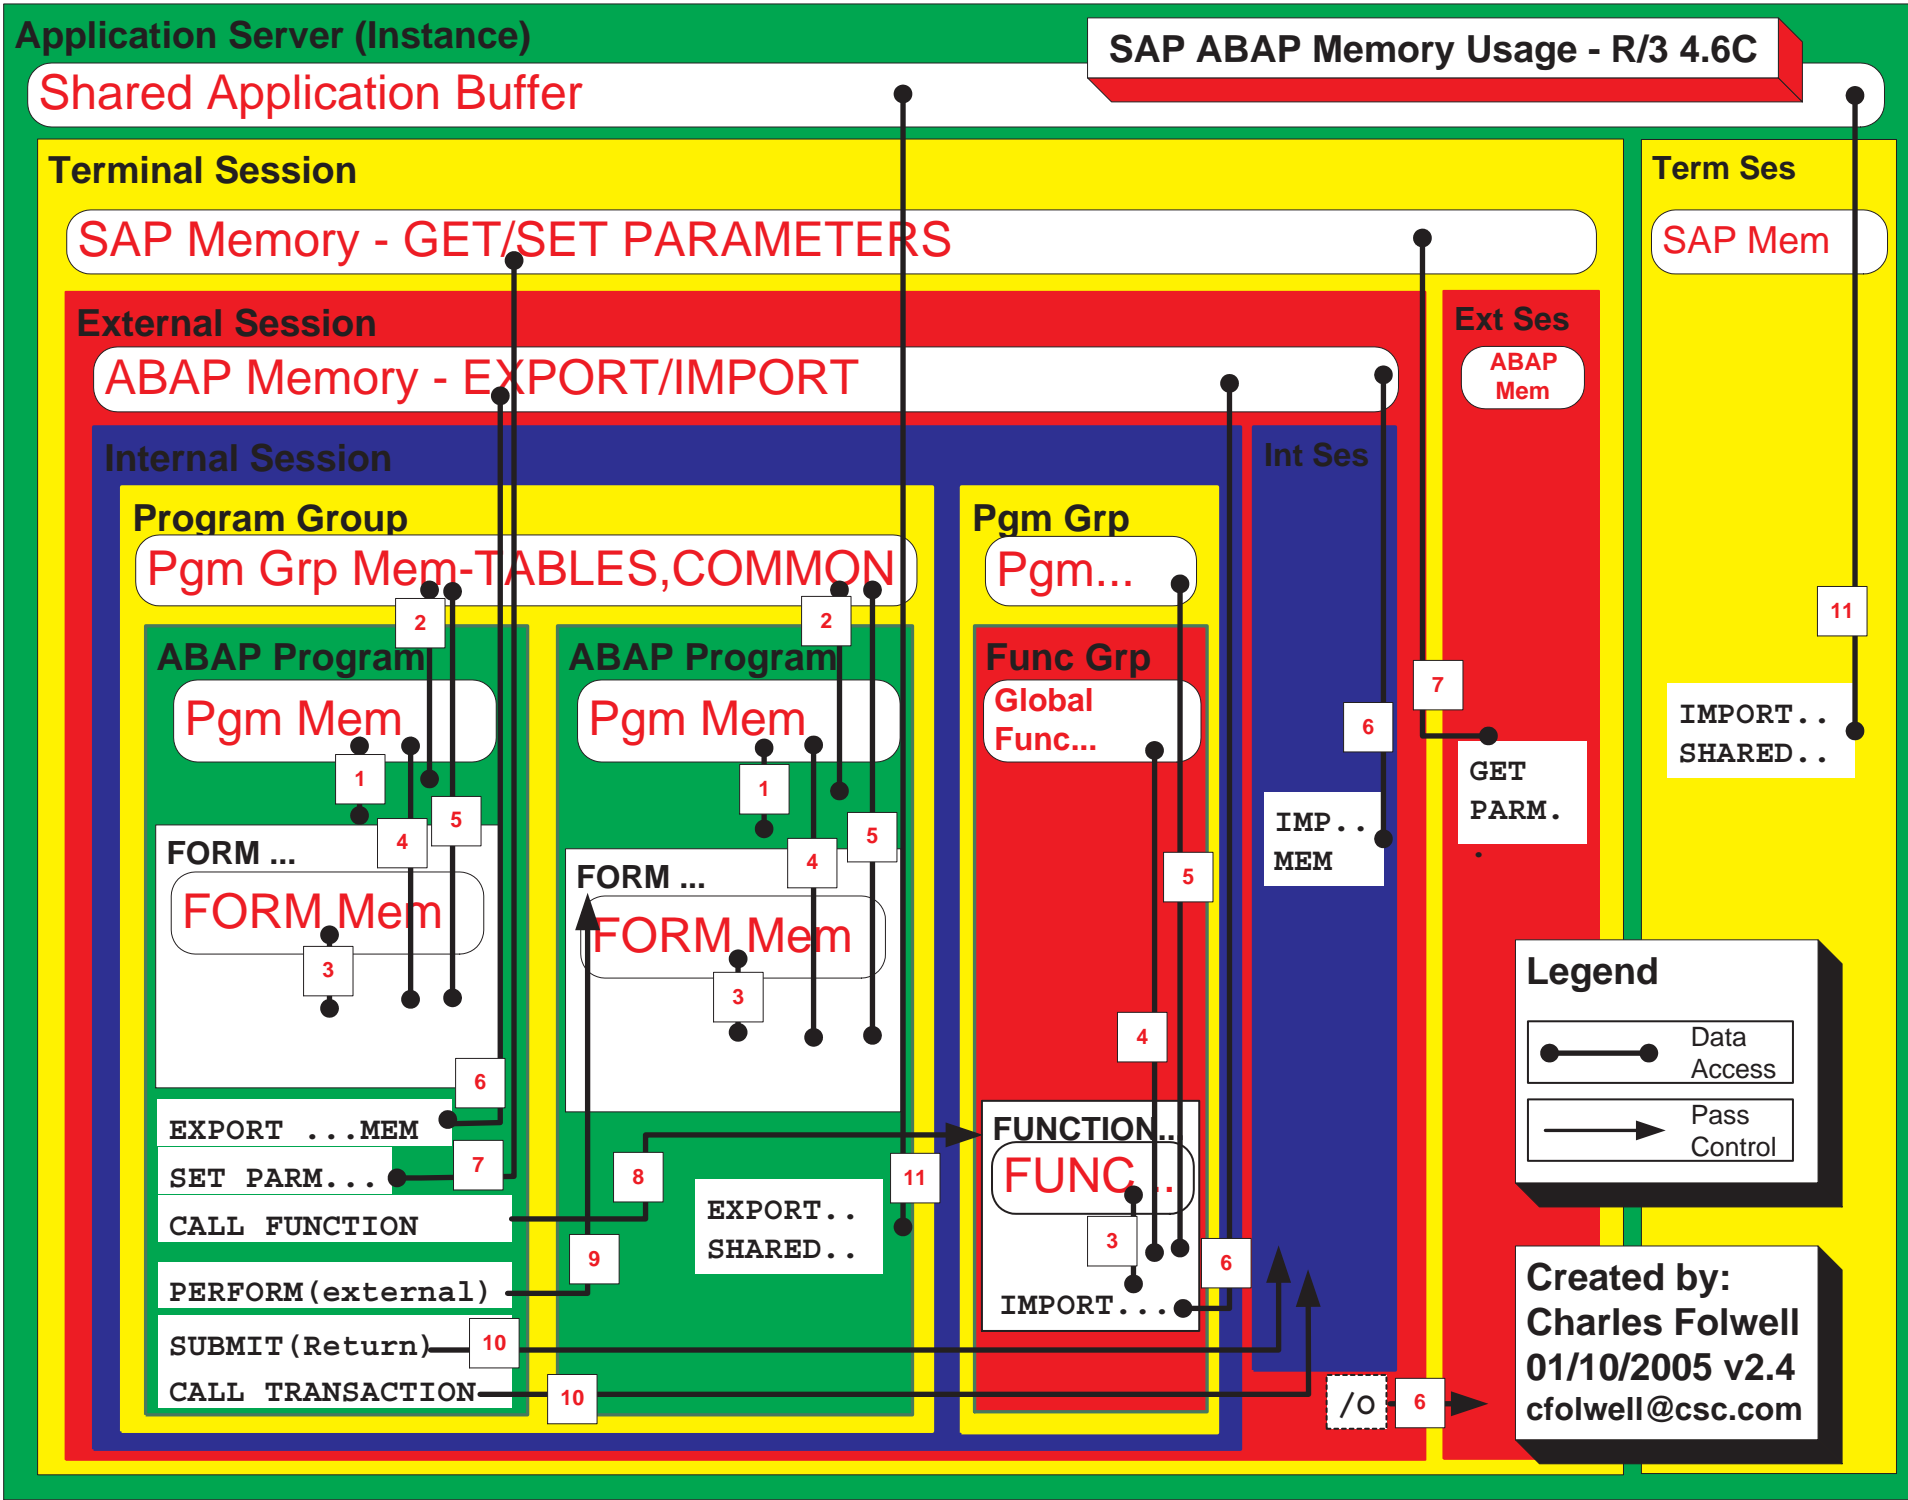 Application Server (Instance)
SAP ABAP Memory Usage - R/3 4.6C
Shared Application Buffer
Terminal Session
Term Ses
SAP Memory - GET/SET PARAMETERS
SAP Mem
External Session
Ext Ses
ABAP Memory - EXPORT/IMPORT
ABAP
Mem
Internal Session
Int Ses
Program Group
Pgm Grp
Pgm Grp Mem-TABLES,COMMON
Pgm...
2
2
11
ABAP Program
ABAP Program
Func Grp
7
Pgm Mem
Pgm Mem
Global
Func...
6
IMPORT..
SHARED..
1
1
GET
PARM.
.
5
4
5
4
5
IMP..
MEM
FORM ...
FORM Mem
3
FORM ...
FORM Mem
3
4
Legend
Data
Access
Pass
Control
6
EXPORT ...MEM
7
SET PARM...
8
11
CALL FUNCTION
EXPORT..
SHARED..
FUNCTION...
FUNC...
3
6
IMPORT...
9
PERFORM(external)
SUBMIT(Return)
10
CALL TRANSACTION
10
/o
6
Created by:
Charles Folwell
01/10/2005 v2.4
cfolwell@csc.com